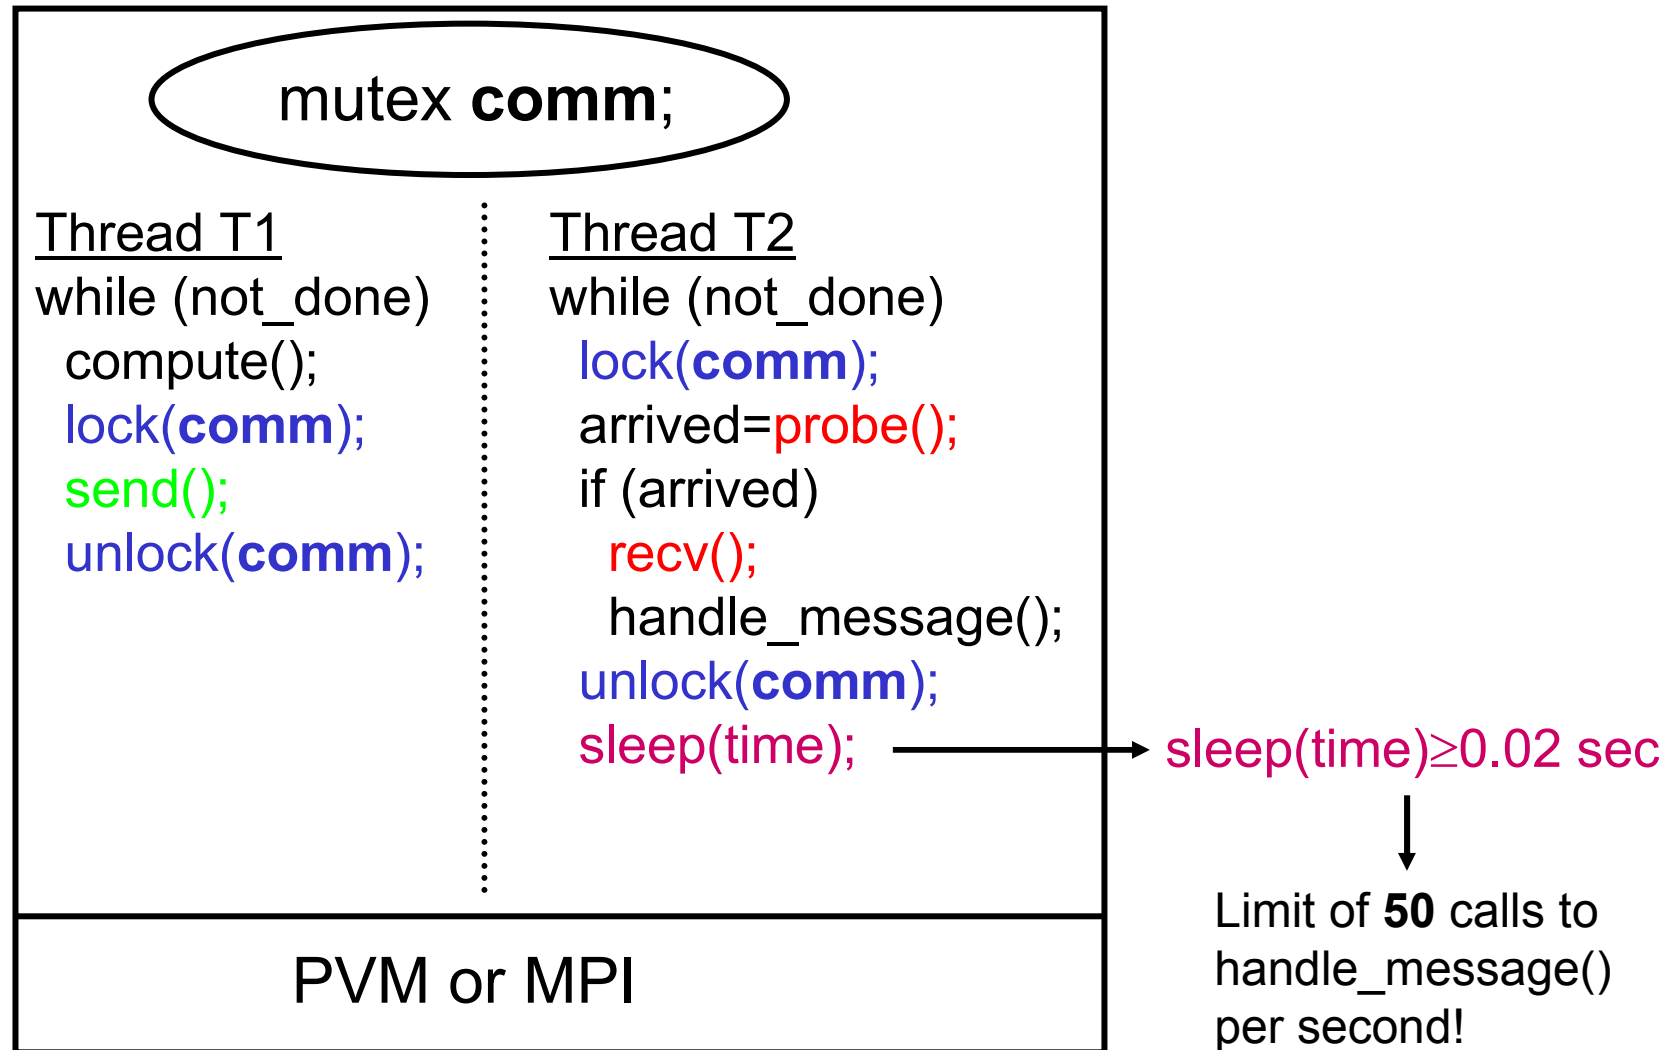 mutex comm;
Thread T1
while (not_done)
compute();
lock(comm);
send();
unlock(comm);
Thread T2
while (not_done)
lock(comm);
arrived=probe();
if (arrived)
recv();
handle_message();
unlock(comm);
sleep(time);
sleep(time)≥0.02 sec
Limit of 50 calls to
handle_message()
per second!
PVM or MPI